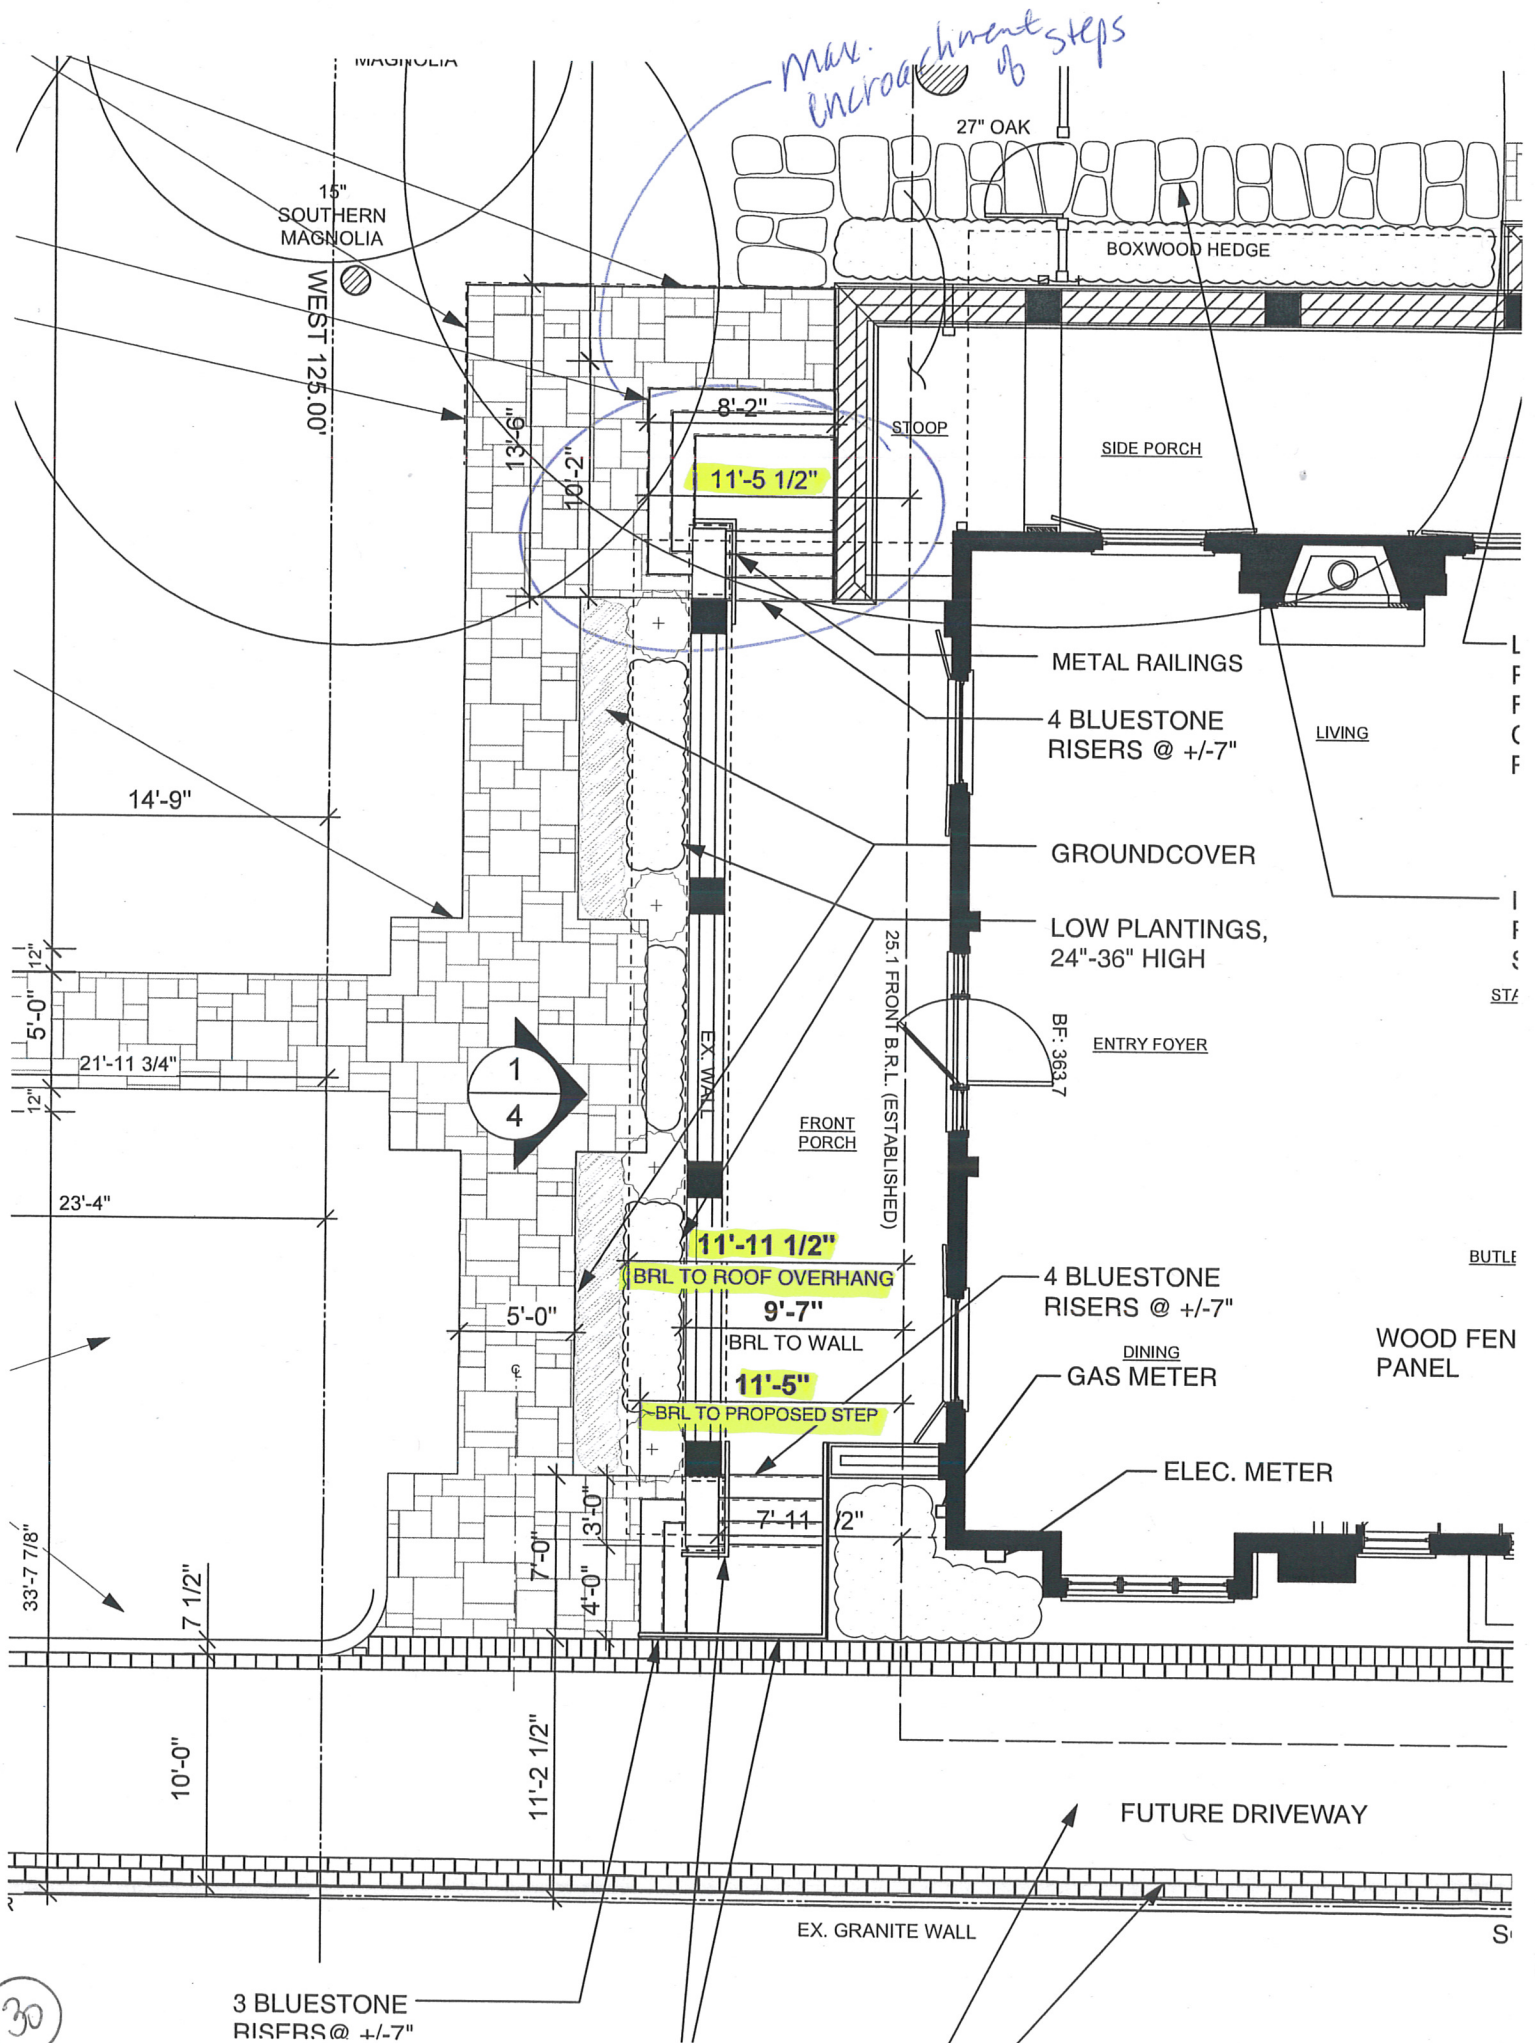 max.
encroachment
of
steps
MAGNOLIA
27" OAK
15"
SOUTHERN
MAGNOLIA
BOXWOOD HEDGE
WEST 125.00'
8'-2"
STOOP
SIDE PORCH
13'-6"
10'-2"
11'-5 1/2"
METAL RAILINGS
4 BLUESTONE
RISERS @ +/-7"
LIVING
14'-9"
GROUNDCOVER
LOW PLANTINGS,
24"-36" HIGH
12"
5'-0"
12"
21'-11 3/4"
25.1 FRONT B.R.L. (ESTABLISHED)
BF: 363.7
ENTRY FOYER
EX. WALL
1
4
FRONT
PORCH
23'-4"
11'-11 1/2"
BRL TO ROOF OVERHANG
9'-7"
BRL TO WALL
11'-5"
BRL TO PROPOSED STEP
5'-0"
4 BLUESTONE
RISERS @ +/-7"
DINING
GAS METER
WOOD FEN
PANEL
ELEC. METER
33'-7 7/8"
7 1/2"
7'-0"
3'-0"
4'-0"
7'-11 /2"
10'-0"
11'-2 1/2"
FUTURE DRIVEWAY
EX. GRANITE WALL
3 BLUESTONE
RISERS@ +/-7"
30